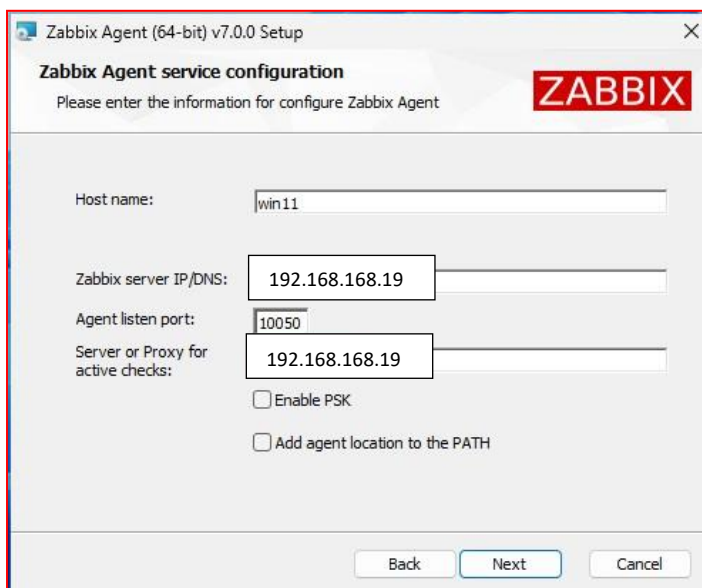 Zabbix Agent (64-bit) v7.0.0 Setup
Zabbix Agent service configuration
Please enter the information for configure Zabbix Agent
ZABBIX
Host name:
win11
Zabbix server IP/DNS:
192.168.168.19
Agent listen port:
10050
Server or Proxy for
active checks:
192.168.168.19
Enable PSK
Add agent location to the PATH
Back
Next
Cancel